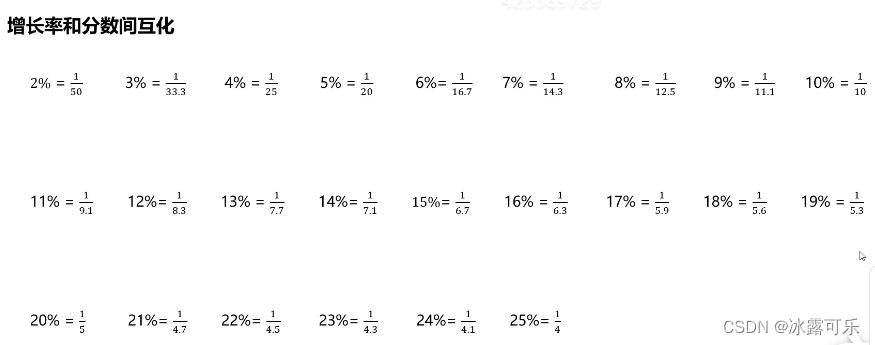 增长率和分数间互化
2% = 1/50 3% = 1/33.3 4% = 1/25 5% = 1/20 6%= 1/16.7 7% = 1/14.3 8% = 1/12.5 9% = 1/11.1 10% = 1/10
11% = 1/9.1 12%= 1/8.3 13% = 1/7.7 14%= 1/7.1 15%= 1/6.7 16% = 1/6.3 17% = 1/5.9 18% = 1/5.6 19% = 1/5.3
20% = 1/5 21%= 1/4.7 22%= 1/4.5 23%= 1/4.3 24%= 1/4.1 25%= 1/4
CSDN @冰露可乐